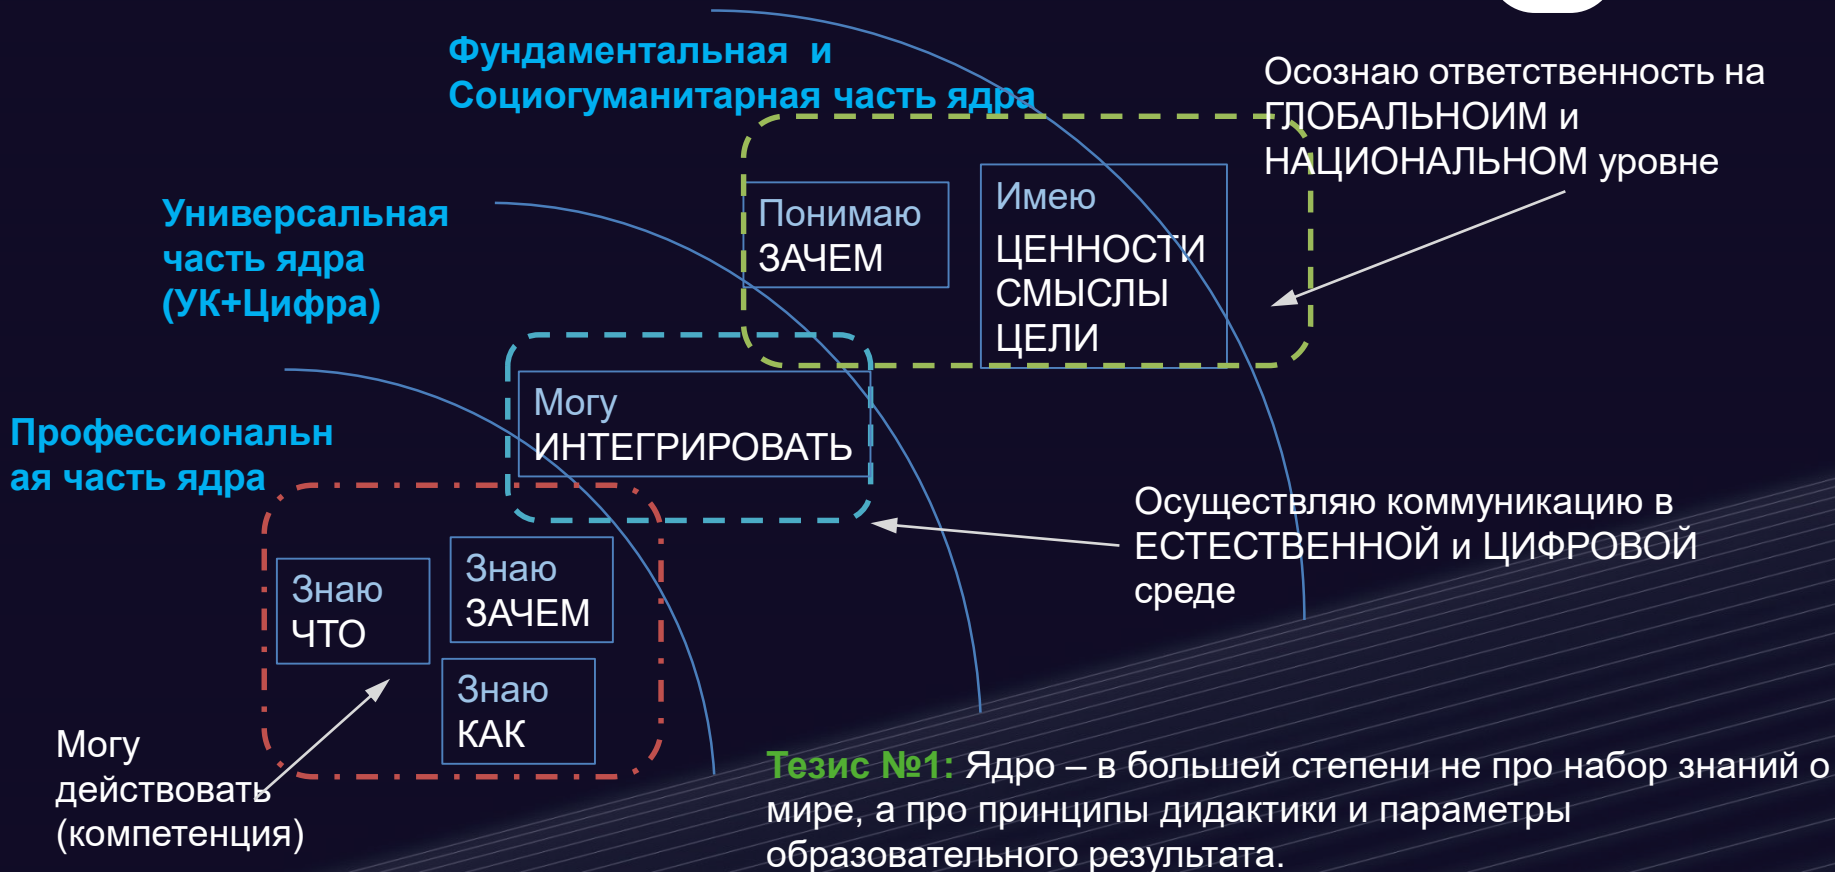 Фундаментальная и
Социогуманитарная часть ядра
Осознаю ответственность на
ГЛОБАЛЬНОИМ и
НАЦИОНАЛЬНОМ уровне
Универсальная
часть ядра
(УК+Цифра)
Понимаю
ЗАЧЕМ
Имею
ЦЕННОСТИ
СМЫСЛЫ
ЦЕЛИ
Могу
ИНТЕГРИРОВАТЬ
Профессиональн
ая часть ядра
Осуществляю коммуникацию в
ЕСТЕСТВЕННОЙ и ЦИФРОВОЙ
среде
Знаю
ЧТО
Знаю
ЗАЧЕМ
Знаю
КАК
Могу
действовать
(компетенция)
Тезис №1: Ядро – в большей степени не про набор знаний о
мире, а про принципы дидактики и параметры
образовательного результата.